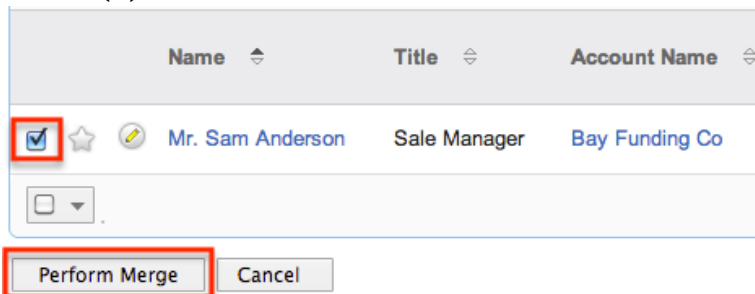 Name Title Account Name
Mr. Sam Anderson Sale Manager Bay Funding Co
Perform Merge Cancel